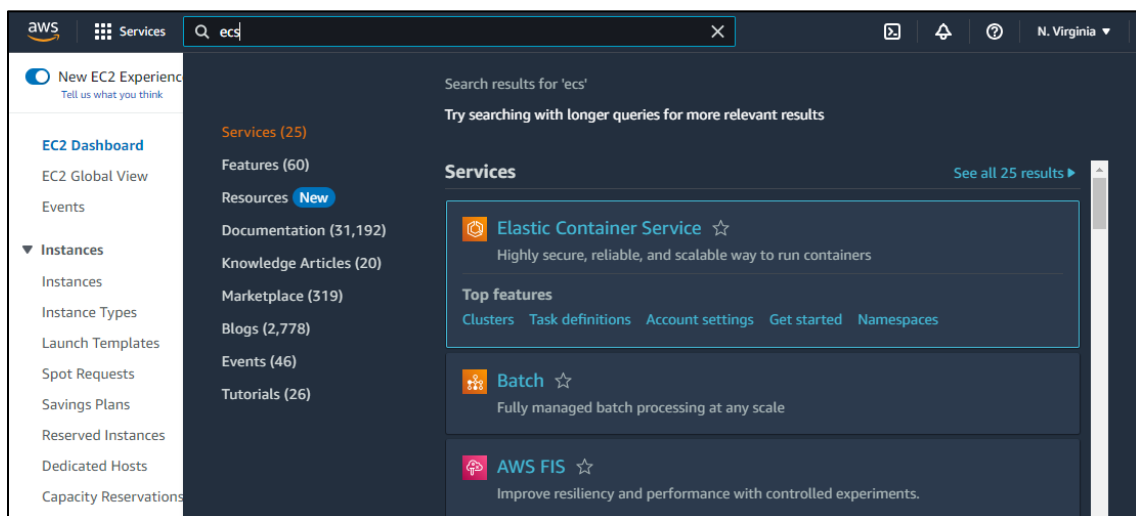 aws
Services
ecs
N. Virginia
New EC2 Experience
Tell us what you think
EC2 Dashboard
EC2 Global View
Events
Instances
Instances
Instance Types
Launch Templates
Spot Requests
Savings Plans
Reserved Instances
Dedicated Hosts
Capacity Reservations
Services (25)
Features (60)
Resources New
Documentation (31,192)
Knowledge Articles (20)
Marketplace (319)
Blogs (2,778)
Events (46)
Tutorials (26)
Search results for 'ecs'
Try searching with longer queries for more relevant results
Services
See all 25 results
Elastic Container Service
Highly secure, reliable, and scalable way to run containers
Top features
Clusters Task definitions Account settings Get started Namespaces
Batch
Fully managed batch processing at any scale
AWS FIS
Improve resiliency and performance with controlled experiments.